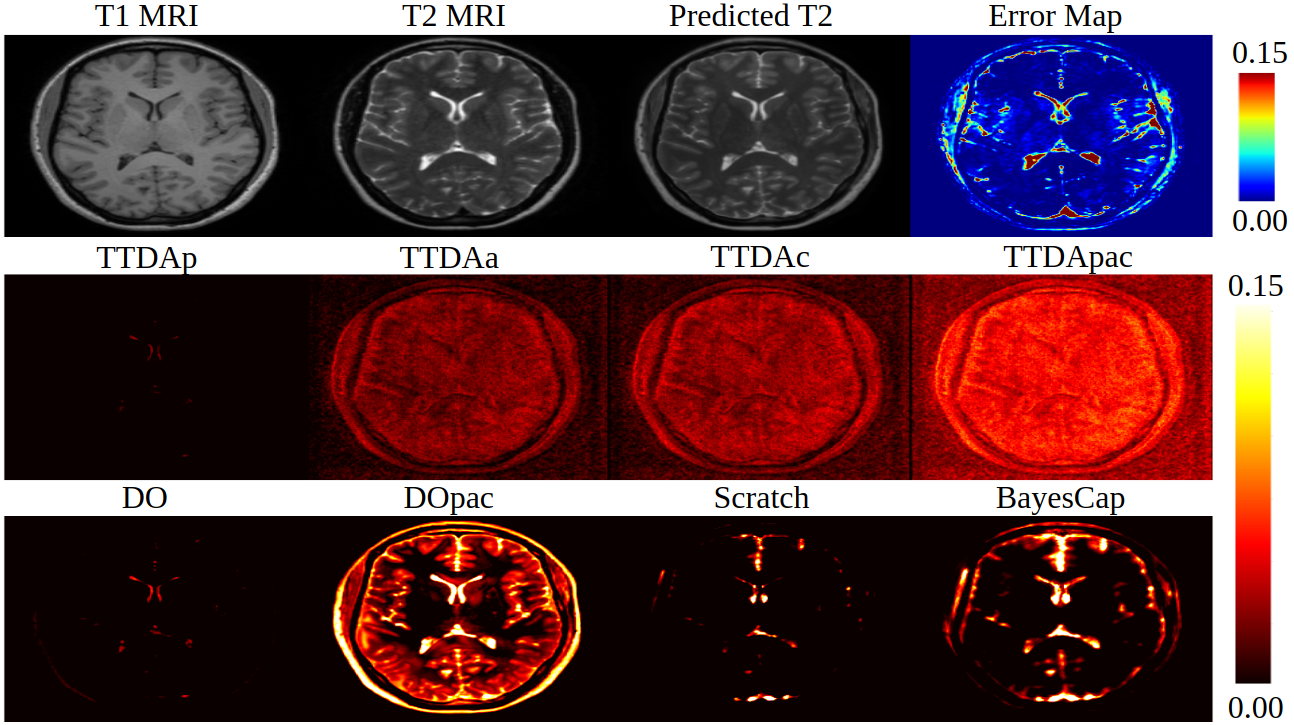 T1 MRI
T2 MRI
Predicted T2
Error Map
0.15
0.00
TTDAp
TTDAa
TTDAc
TTDApac
0.15
DO
DOpac
Scratch
BayesCap
0.00